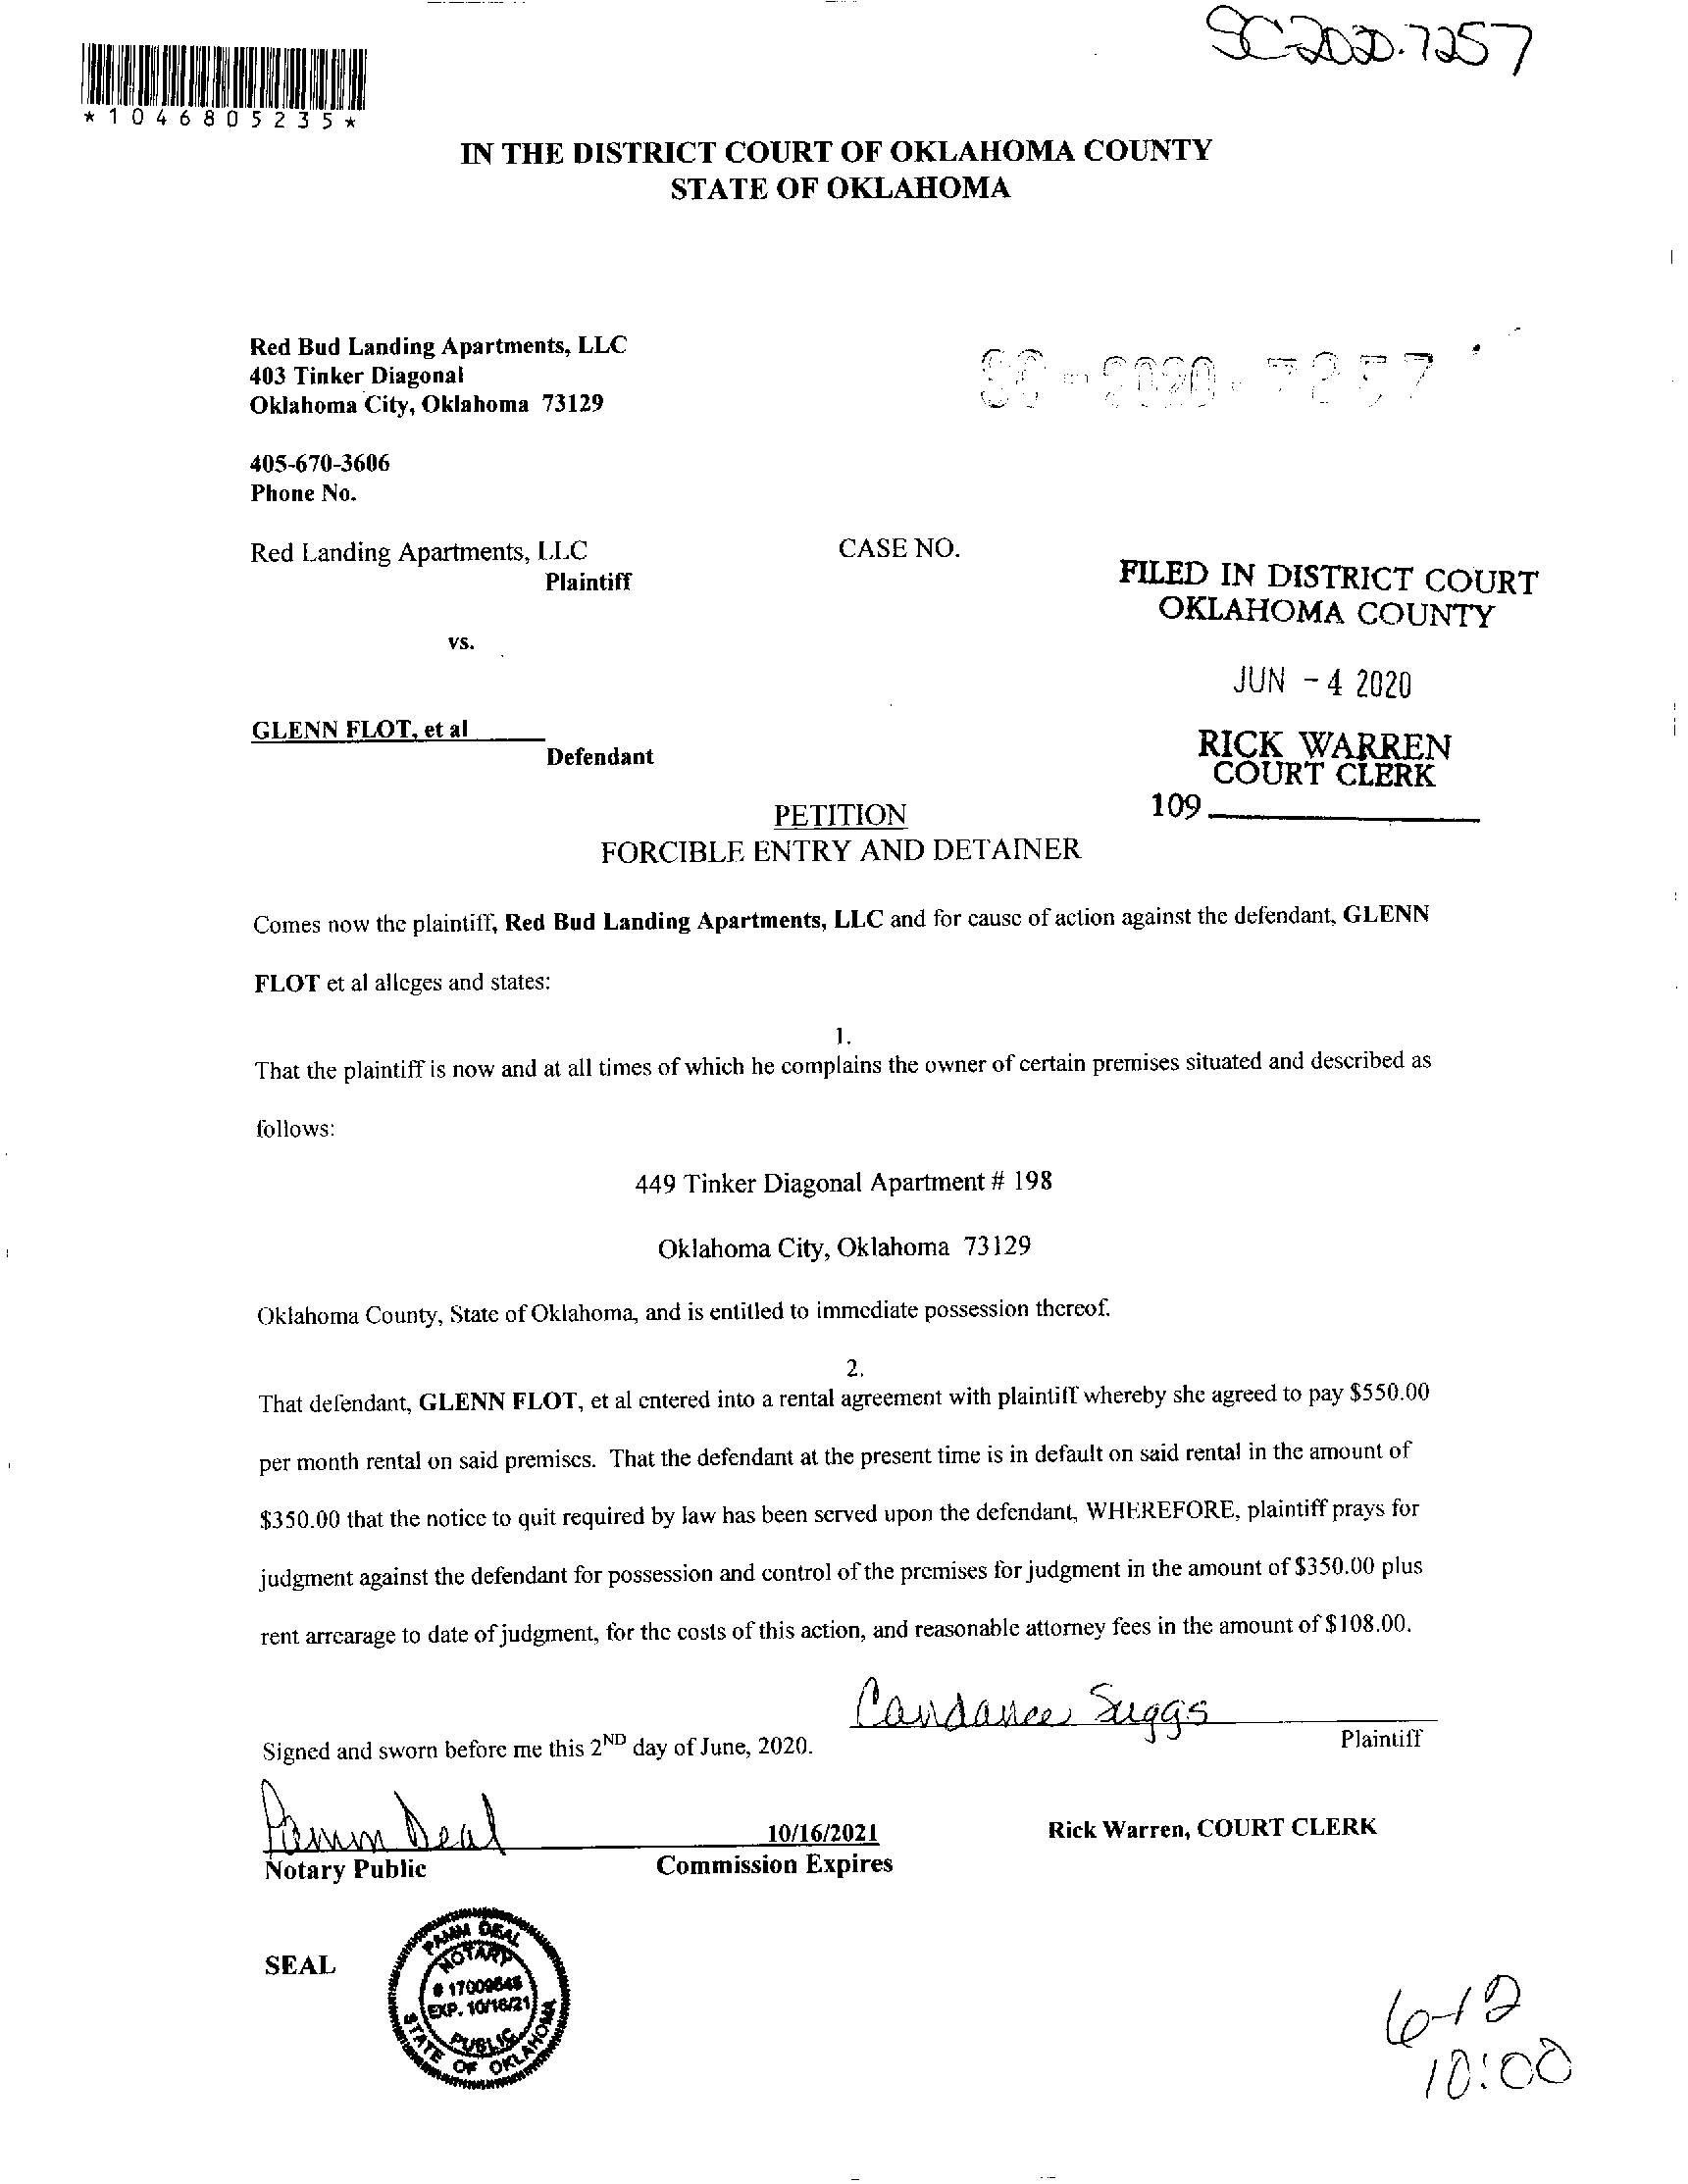 SC-2020-7257
*1046805235*
IN THE DISTRICT COURT OF OKLAHOMA COUNTY
STATE OF OKLAHOMA
Red Bud Landing Apartments, LLC
403 Tinker Diagonal
Oklahoma City, Oklahoma 73129
SC - 2020 - 7257
405-670-3606
Phone No.
Red Landing Apartments, LLC
Plaintiff
CASE NO.
FILED IN DISTRICT COURT
OKLAHOMA COUNTY
vs.
JUN - 4 2020
GLENN FLOT, et al
Defendant
RICK WARREN
COURT CLERK
109
PETITION
FORCIBLE ENTRY AND DETAINER
Comes now the plaintiff, Red Bud Landing Apartments, LLC and for cause of action against the defendant, GLENN
FLOT et al alleges and states:
1.
That the plaintiff is now and at all times of which he complains the owner of certain premises situated and described as
follows:
449 Tinker Diagonal Apartment # 198
Oklahoma City, Oklahoma 73129
Oklahoma County, State of Oklahoma, and is entitled to immediate possession thereof.
2.
That defendant, GLENN FLOT, et al entered into a rental agreement with plaintiff whereby she agreed to pay $550.00
per month rental on said premises. That the defendant at the present time is in default on said rental in the amount of
$350.00 that the notice to quit required by law has been served upon the defendant, WHEREFORE, plaintiff prays for
judgment against the defendant for possession and control of the premises for judgment in the amount of $350.00 plus
rent arrearage to date of judgment, for the costs of this action, and reasonable attorney fees in the amount of $108.00.
Candance Suggs
Plaintiff
Signed and sworn before me this 2ND day of June, 2020.
Pamm Deal
Notary Public
10/16/2021
Commission Expires
Rick Warren, COURT CLERK
SEAL
PAMM DEAL
NOTARY
# 17009648
EXP. 10/16/21
PUBLIC
STATE OF OKLAHOMA
6-12
10:00